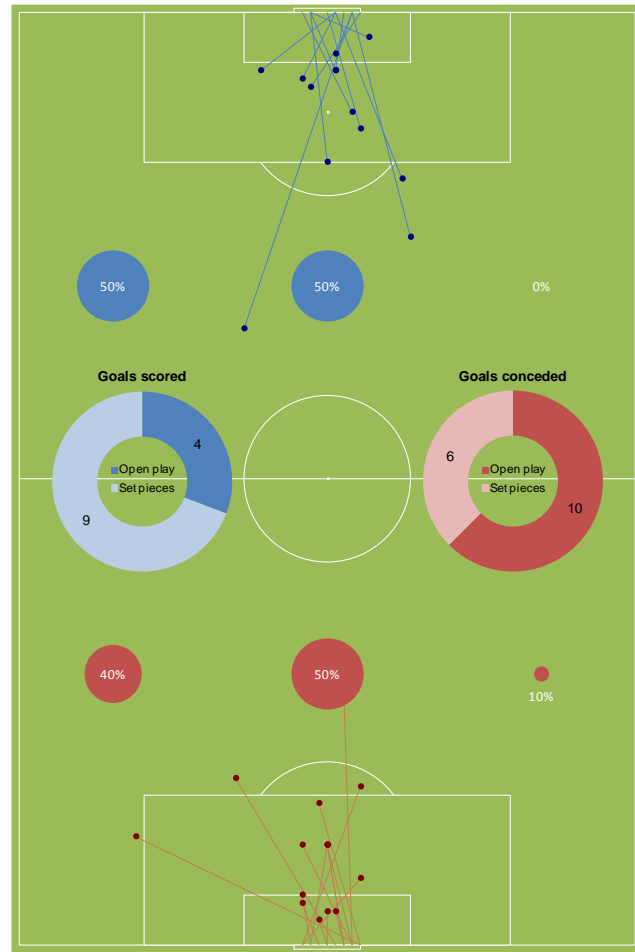 50%
50%
0%
Goals scored
Goals conceded
4
Open play
Set pieces
9
6
Open play
Set pieces
10
40%
50%
10%